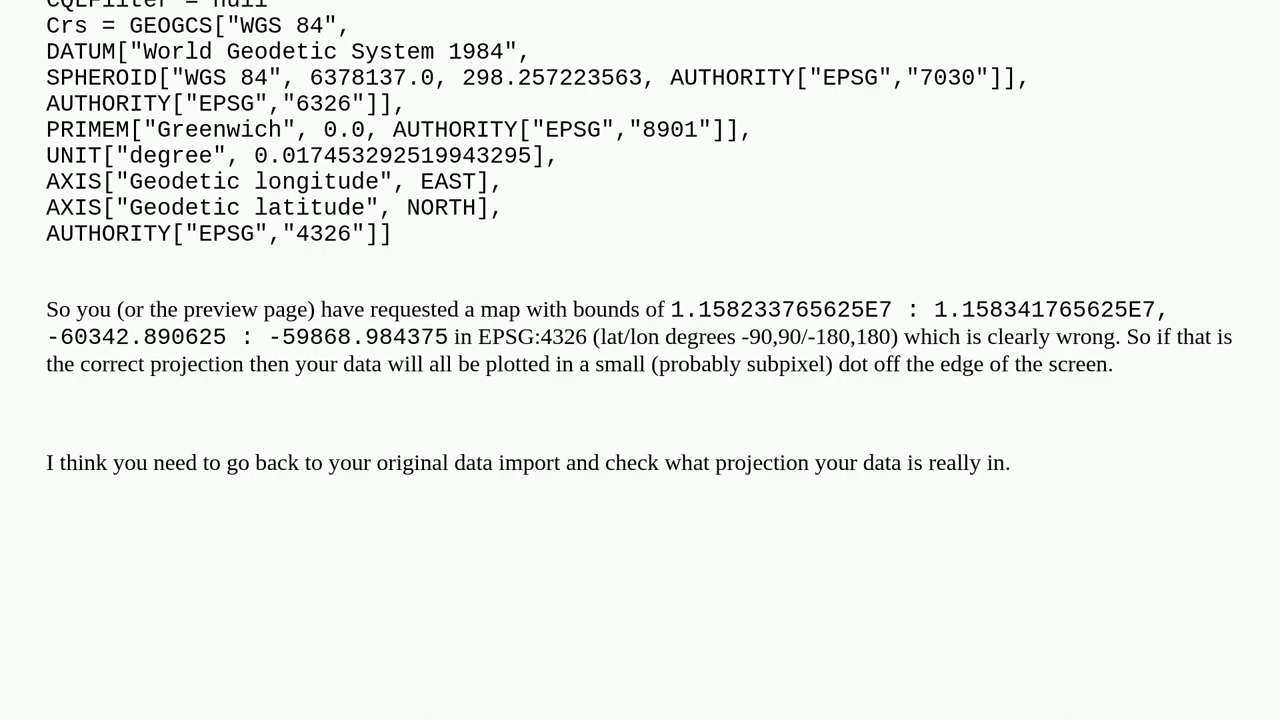 CQLFilter = null
Crs = GEOGCS["WGS 84",
DATUM["World Geodetic System 1984",
SPHEROID["WGS 84", 6378137.0, 298.257223563, AUTHORITY["EPSG","7030"]],
AUTHORITY["EPSG","6326"]],
PRIMEM["Greenwich", 0.0, AUTHORITY["EPSG","8901"]],
UNIT["degree", 0.017453292519943295],
AXIS["Geodetic longitude", EAST],
AXIS["Geodetic latitude", NORTH],
AUTHORITY["EPSG","4326"]]
So you (or the preview page) have requested a map with bounds of 1.158233765625E7 : 1.158341765625E7,
-60342.890625 : -59868.984375 in EPSG:4326 (lat/lon degrees -90,90/-180,180) which is clearly wrong. So if that is
the correct projection then your data will all be plotted in a small (probably subpixel) dot off the edge of the screen.
I think you need to go back to your original data import and check what projection your data is really in.